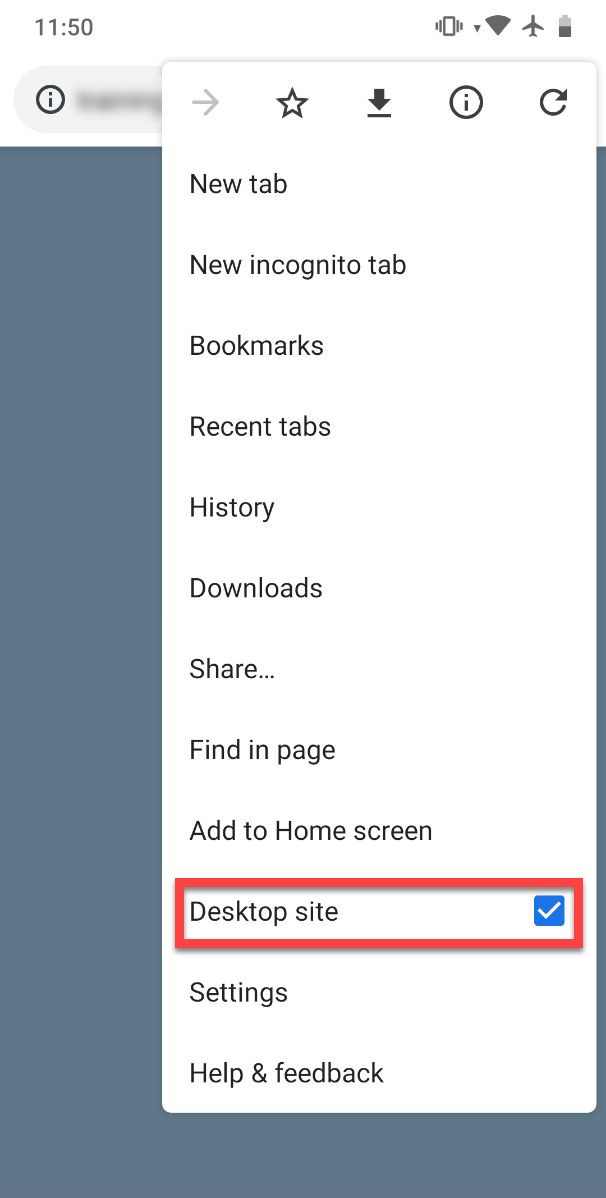 11:50
New tab
New incognito tab
Bookmarks
Recent tabs
History
Downloads
Share...
Find in page
Add to Home screen
Desktop site
Settings
Help & feedback